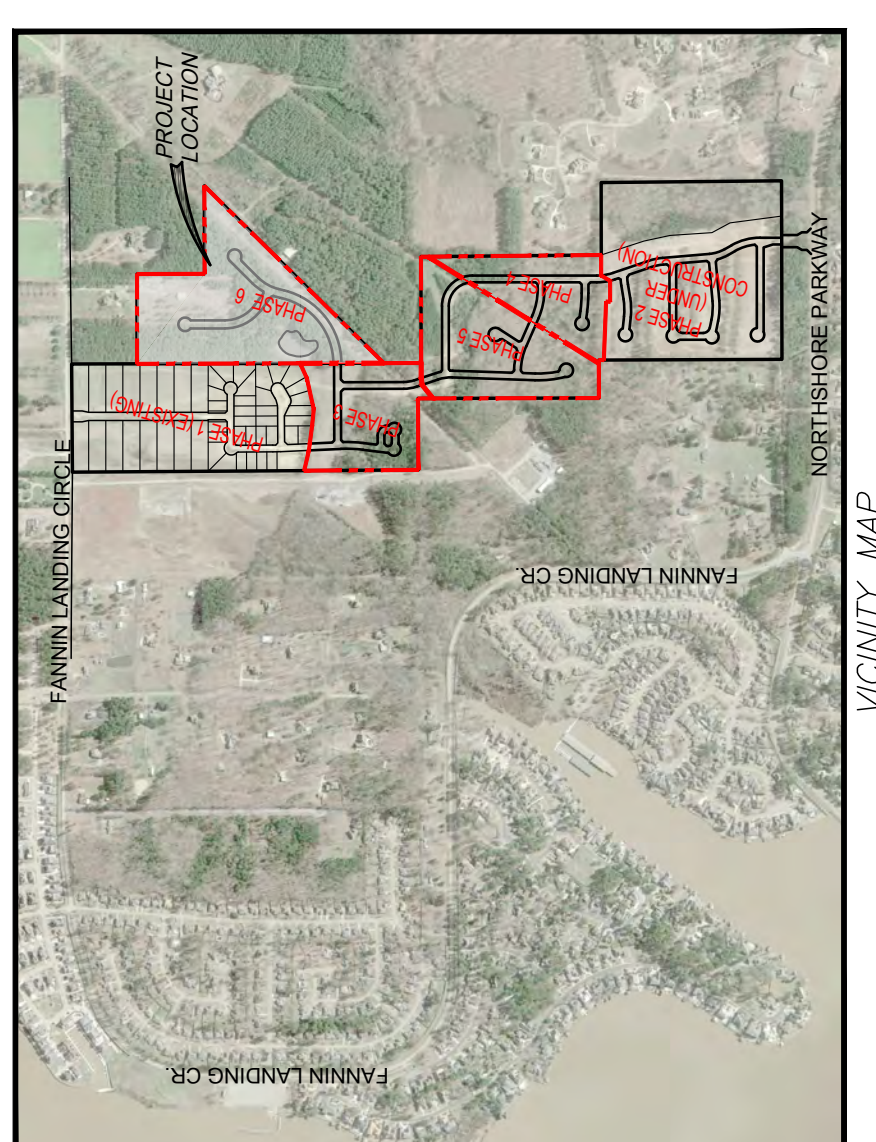 PROJECT
LOCATION
PHASE 6
PHASE 1 (EXISTING)
PHASE 3
PHASE 5
PHASE 4
PHASE 2
(UNDER
CONSTRUCTION)
FANNIN LANDING CIRCLE
NORTHSHORE PARKWAY
FANNIN LANDING CR.
FANNIN LANDING CR.
VICINITY MAP